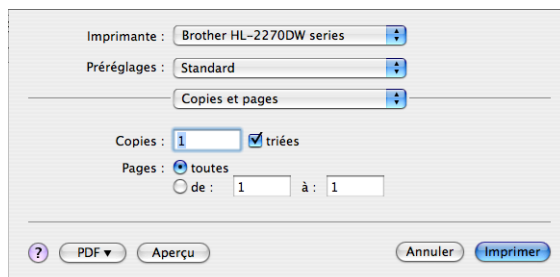 Imprimante : Brother HL-2270DW series
Préréglages : Standard
Copies et pages
Copies : 1 triées
Pages : toutes
de : 1 à : 1
? PDF ▼ Aperçu Annuler Imprimer